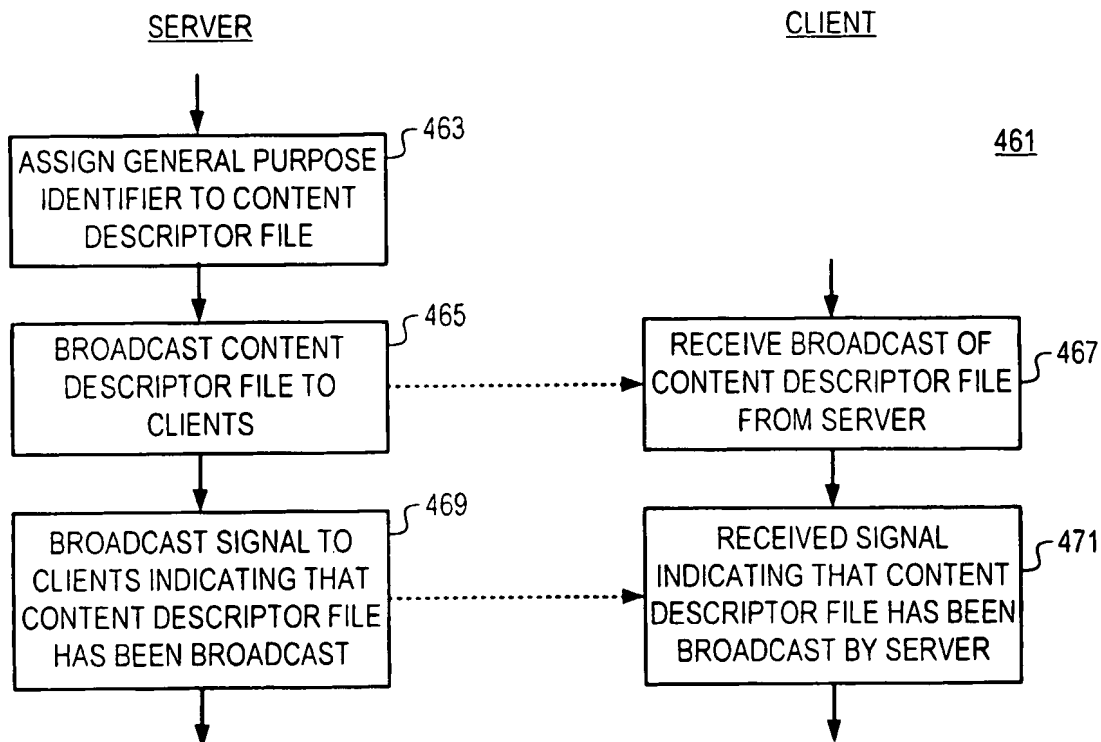 SERVER
CLIENT
461
463
ASSIGN GENERAL PURPOSE
IDENTIFIER TO CONTENT
DESCRIPTOR FILE
465
BROADCAST CONTENT
DESCRIPTOR FILE TO
CLIENTS
RECEIVE BROADCAST OF
CONTENT DESCRIPTOR FILE
FROM SERVER
467
469
BROADCAST SIGNAL TO
CLIENTS INDICATING THAT
CONTENT DESCRIPTOR FILE
HAS BEEN BROADCAST
RECEIVED SIGNAL
INDICATING THAT CONTENT
DESCRIPTOR FILE HAS BEEN
BROADCAST BY SERVER
471